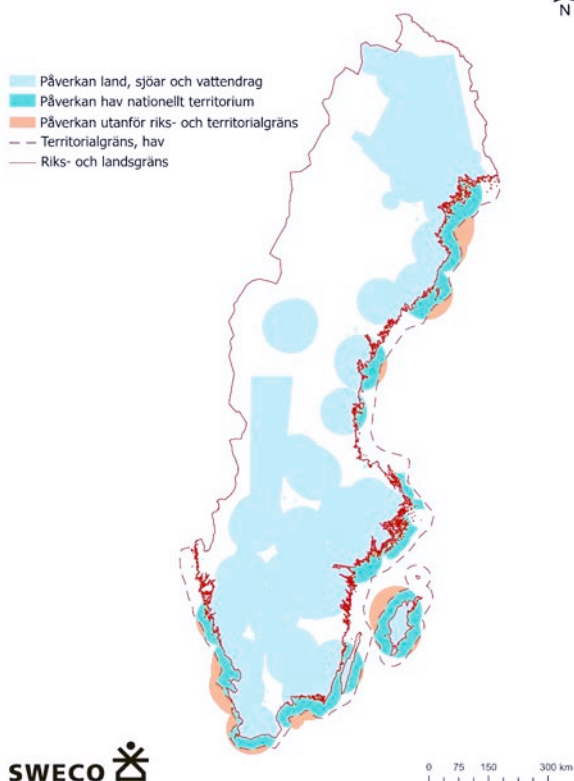 N
Påverkan land, sjöar och vattendrag
Påverkan hav nationellt territorium
Påverkan utanför riks- och territorialgräns
Territorialgräns, hav
Riks- och landsgräns
SWECO
0 75 150 300 km